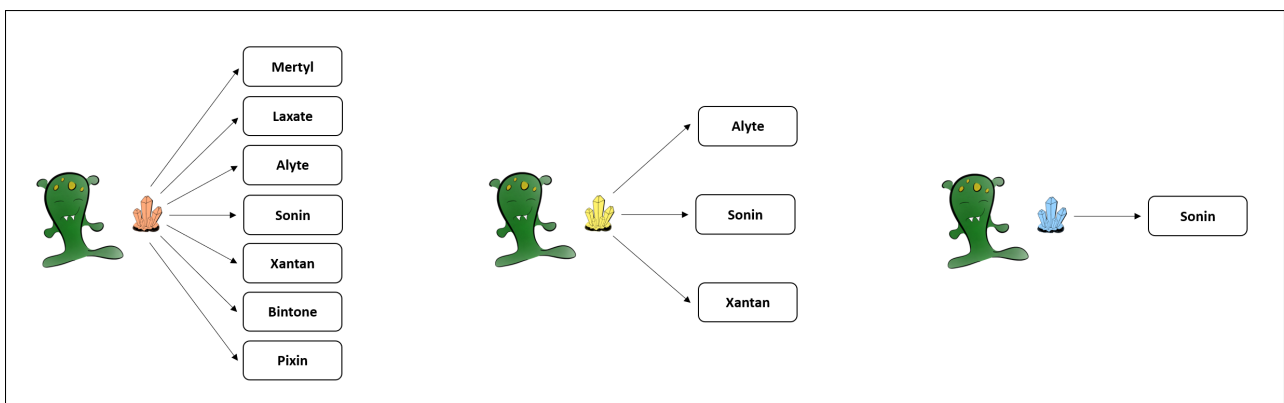 Mertyl
Laxate
Alyte
Sonin
Xantan
Bintone
Pixin
Alyte
Sonin
Xantan
Sonin